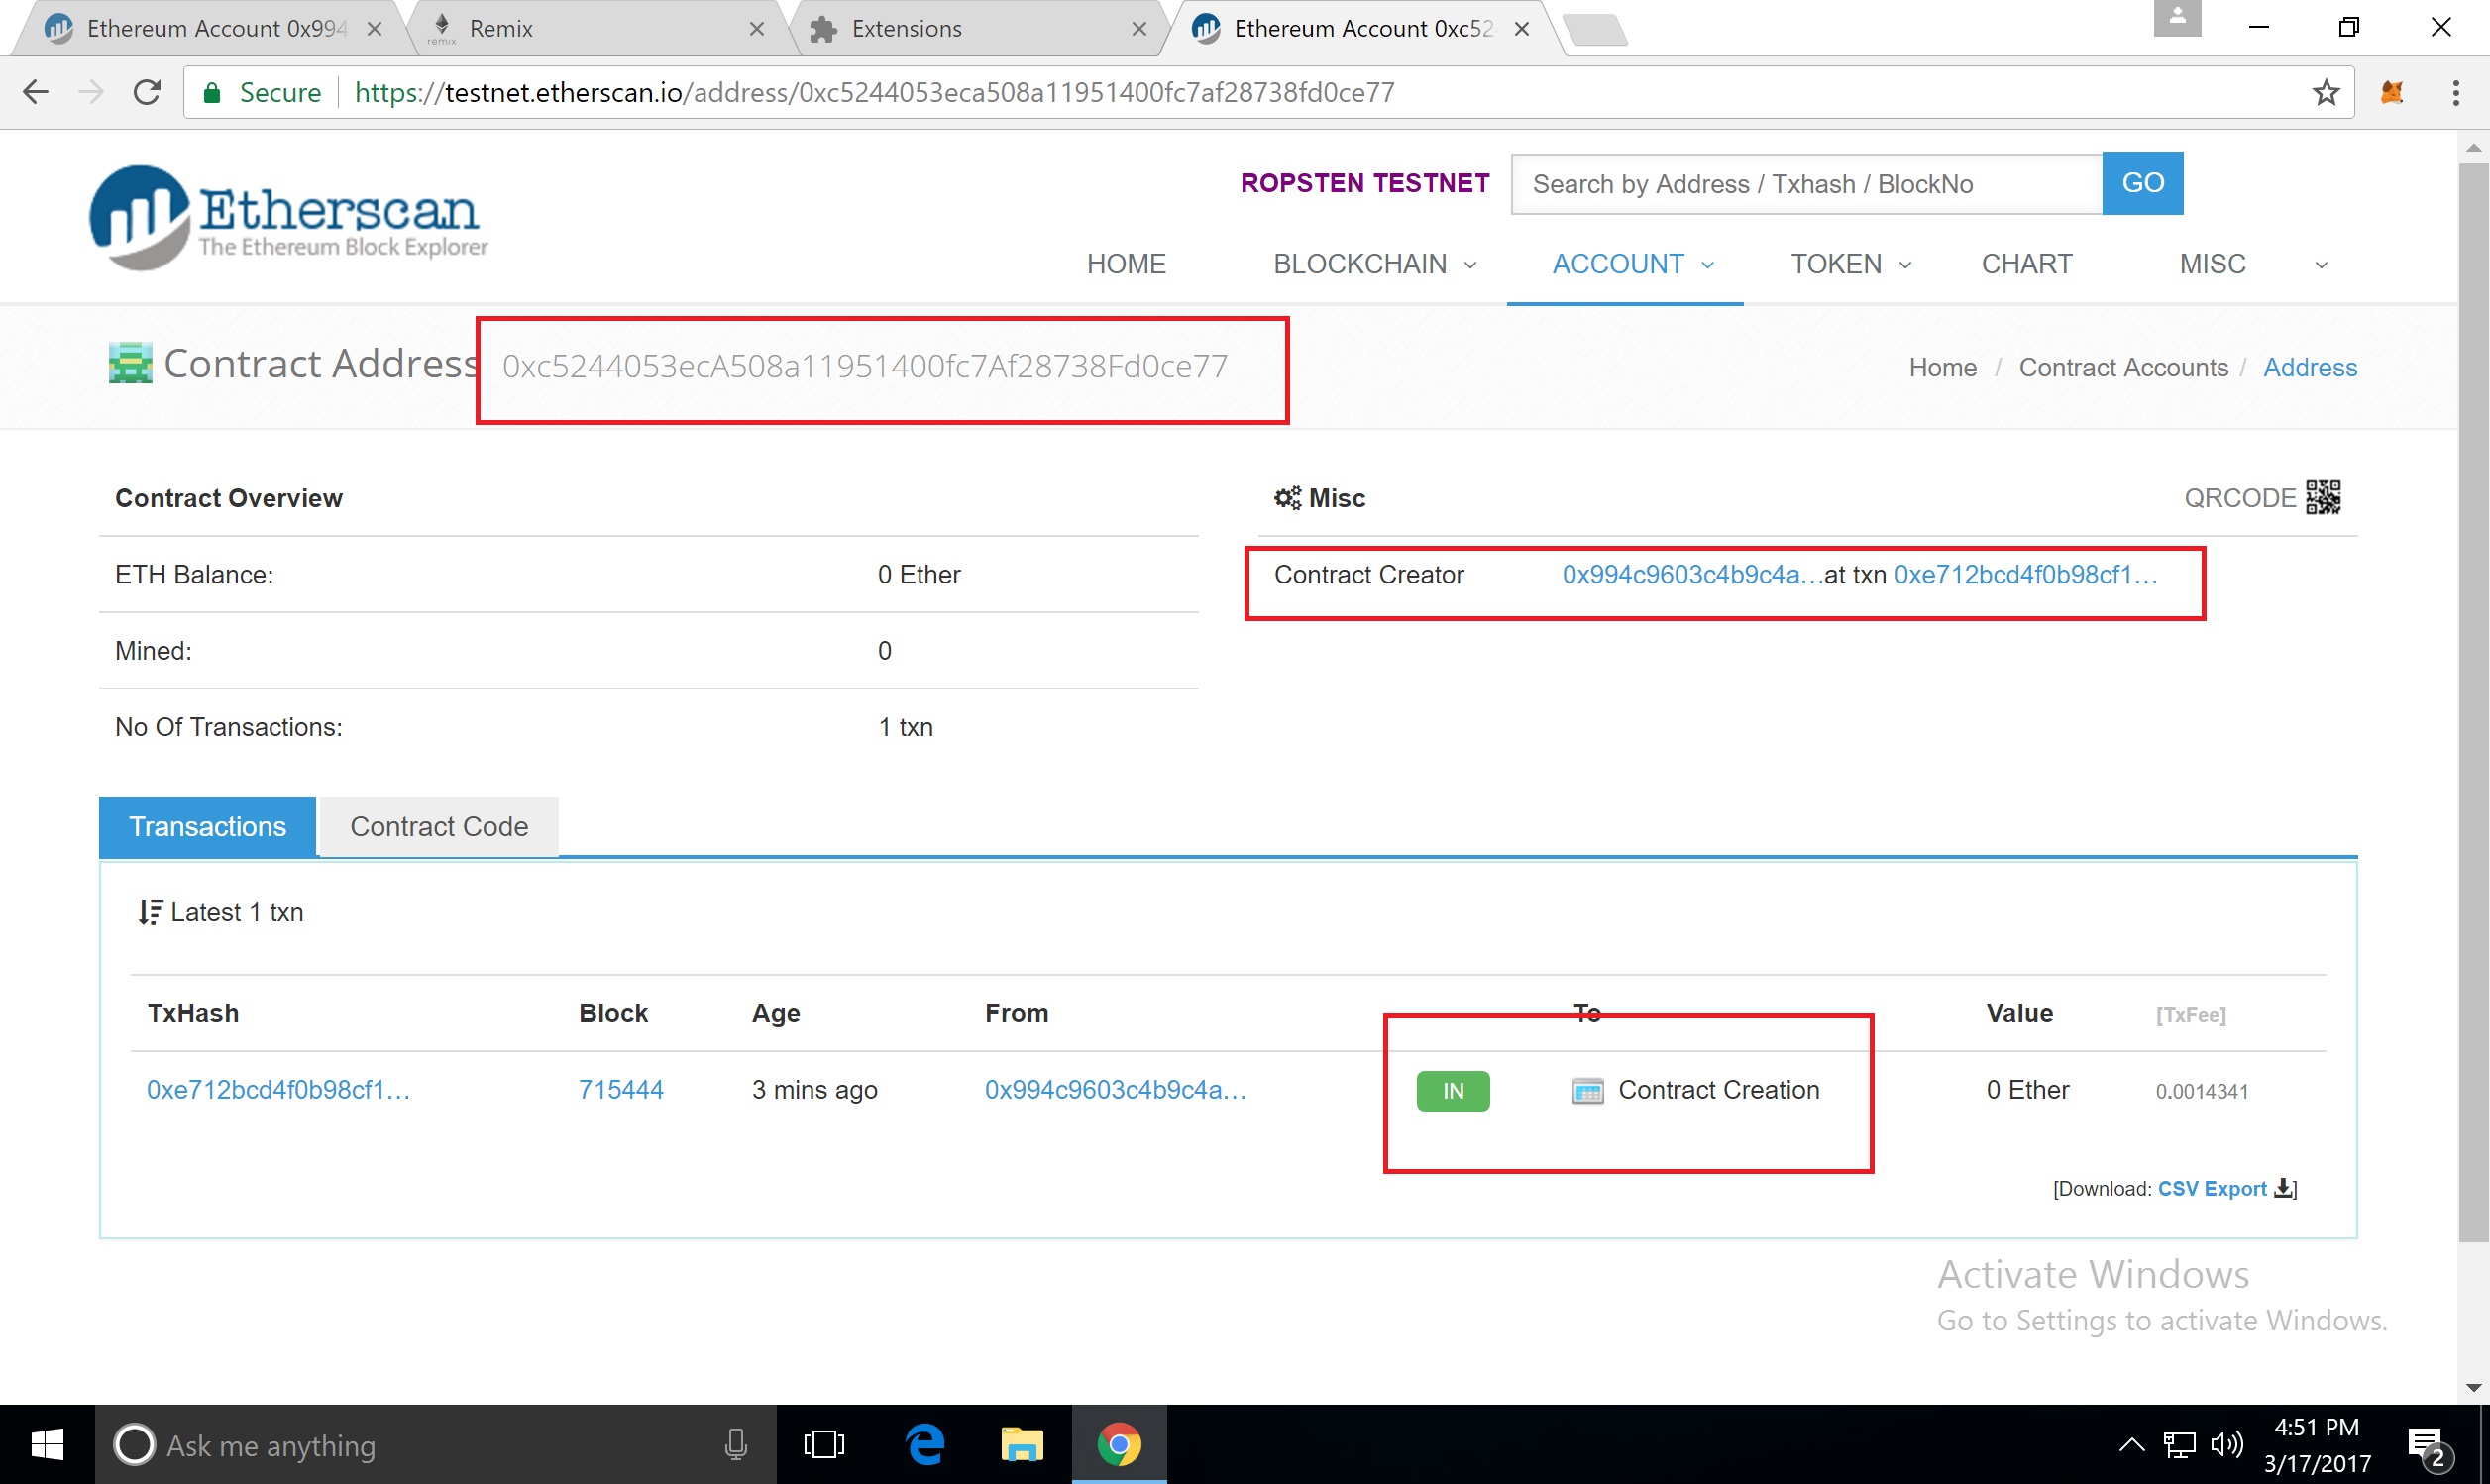 Ethereum Account 0x994
Remix
Extensions
Ethereum Account 0xc52
Secure
https://testnet.etherscan.io/address/0xc5244053eca508a11951400fc7af28738fd0ce77
Etherscan
The Ethereum Block Explorer
ROPSTEN TESTNET
Search by Address / Txhash / BlockNo
GO
HOME
BLOCKCHAIN
ACCOUNT
TOKEN
CHART
MISC
Contract Address
0xc5244053ecA508a11951400fc7Af28738Fd0ce77
Home / Contract Accounts / Address
Contract Overview
ETH Balance: 0 Ether
Mined: 0
No Of Transactions: 1 txn
Misc
QRCODE
Contract Creator 0x994c9603c4b9c4a...at txn 0xe712bcd4f0b98cf1...
Transactions
Contract Code
Latest 1 txn
TxHash Block Age From To Value [TxFee]
0xe712bcd4f0b98cf1... 715444 3 mins ago 0x994c9603c4b9c4a... IN Contract Creation 0 Ether 0.0014341
[Download: CSV Export ]
Activate Windows
Go to Settings to activate Windows.
Ask me anything
4:51 PM
3/17/2017
2
remix